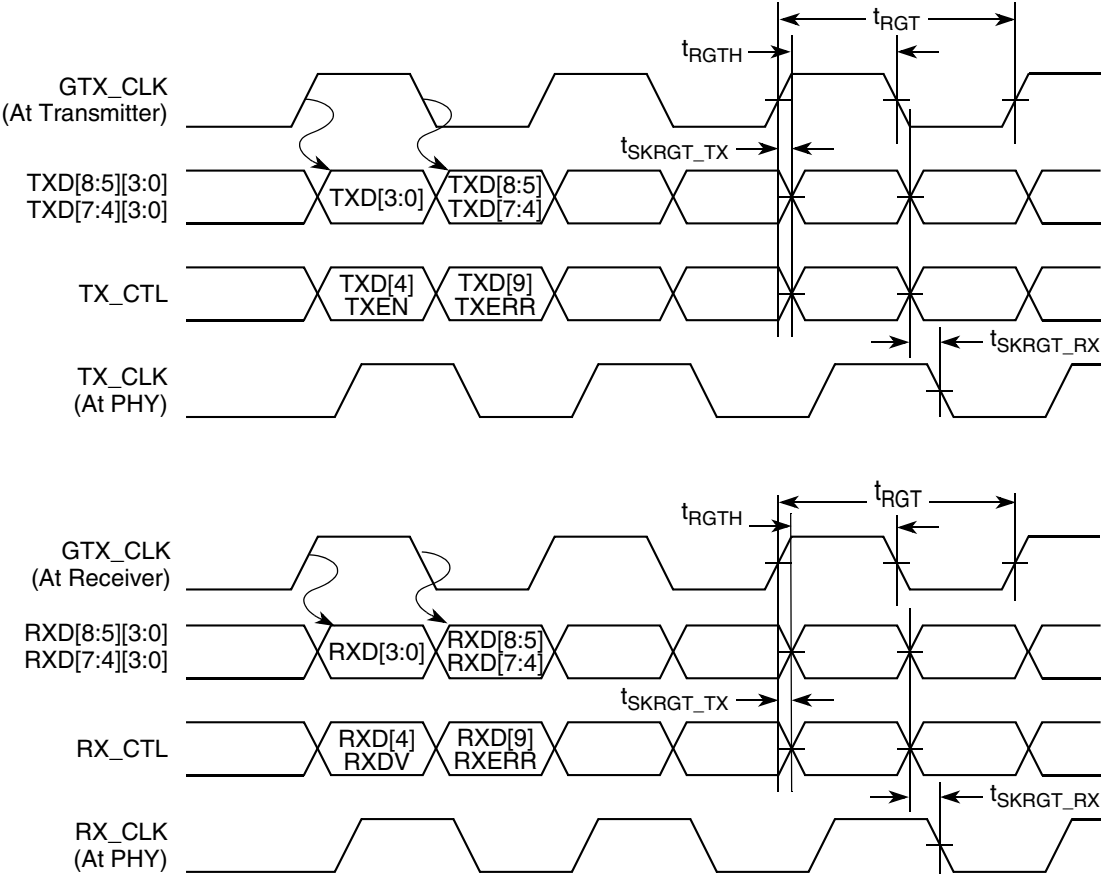 tRGT
tRGTH
GTX_CLK
(At Transmitter)
tSKRGT_TX
TXD[8:5][3:0]
TXD[7:4][3:0]
TXD[3:0]
TXD[8:5]
TXD[7:4]
TX_CTL
TXD[4]
TXEN
TXD[9]
TXERR
tSKRGT_RX
TX_CLK
(At PHY)
tRGT
tRGTH
GTX_CLK
(At Receiver)
RXD[8:5][3:0]
RXD[7:4][3:0]
RXD[3:0]
RXD[8:5]
RXD[7:4]
tSKRGT_TX
RX_CTL
RXD[4]
RXDV
RXD[9]
RXERR
tSKRGT_RX
RX_CLK
(At PHY)